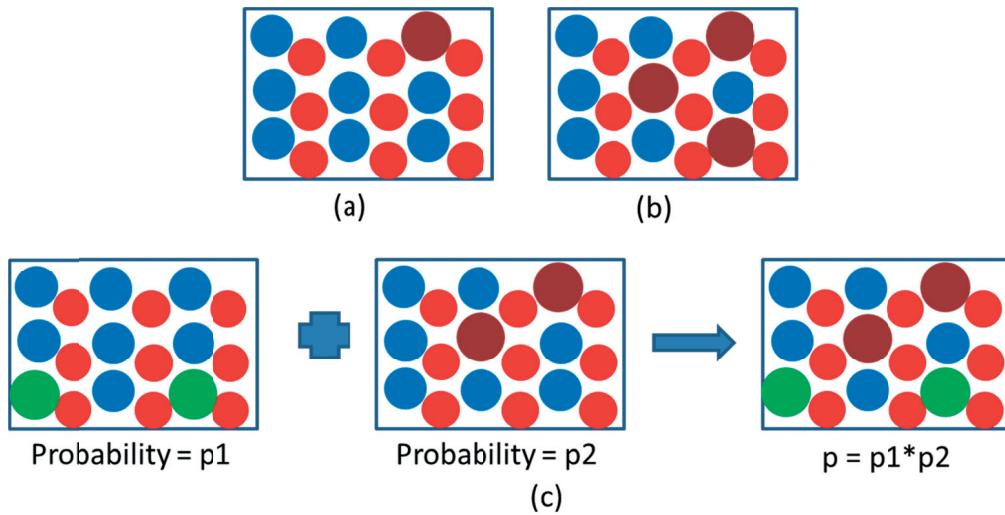 (a)
(b)
Probability = p1
Probability = p2
p = p1*p2
(c)